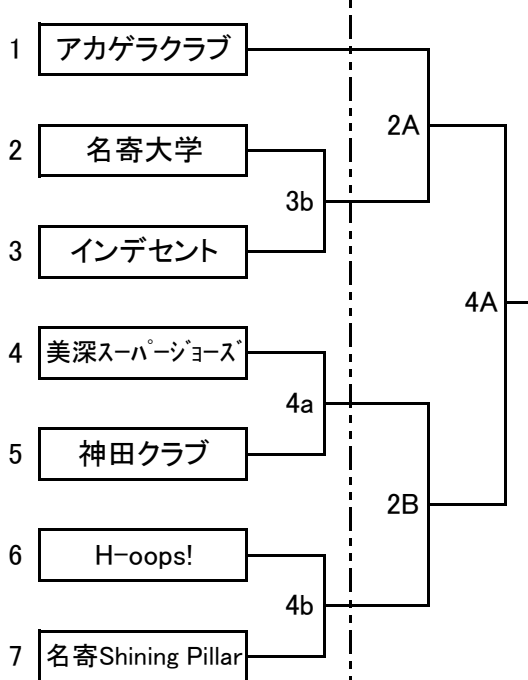 1 アカゲラクラブ
2A
2 名寄大学
3b
3 インデセント
4A
4 美深ｽｰﾊﾟｰｼﾞｮｰｽﾞ
4a
5 神田クラブ
2B
6 H-oops!
4b
7 名寄Shining Pillar